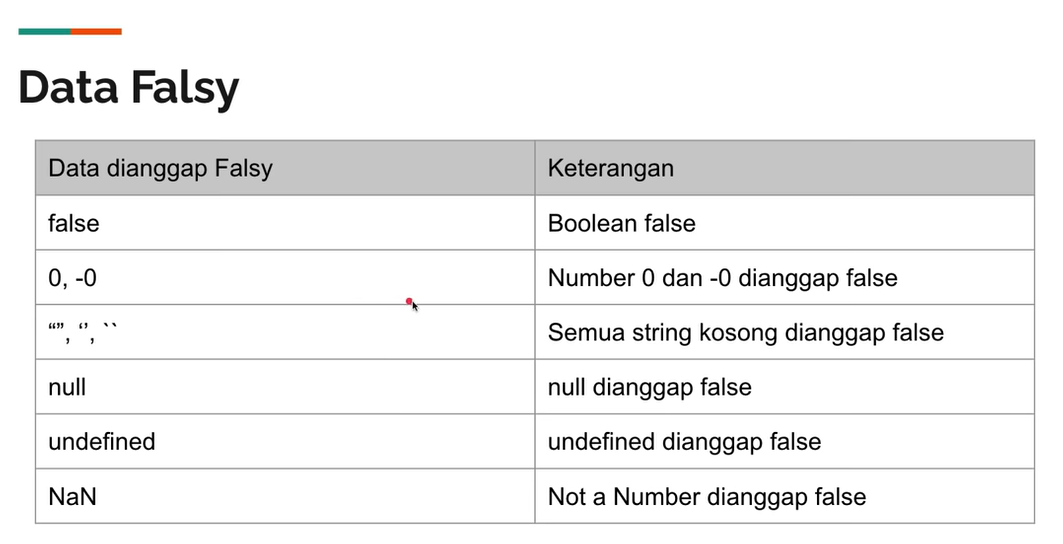 Data Falsy
Data dianggap Falsy Keterangan
false Boolean false
0, -0 Number 0 dan -0 dianggap false
“”, ‘’, `` Semua string kosong dianggap false
null null dianggap false
undefined undefined dianggap false
NaN Not a Number dianggap false